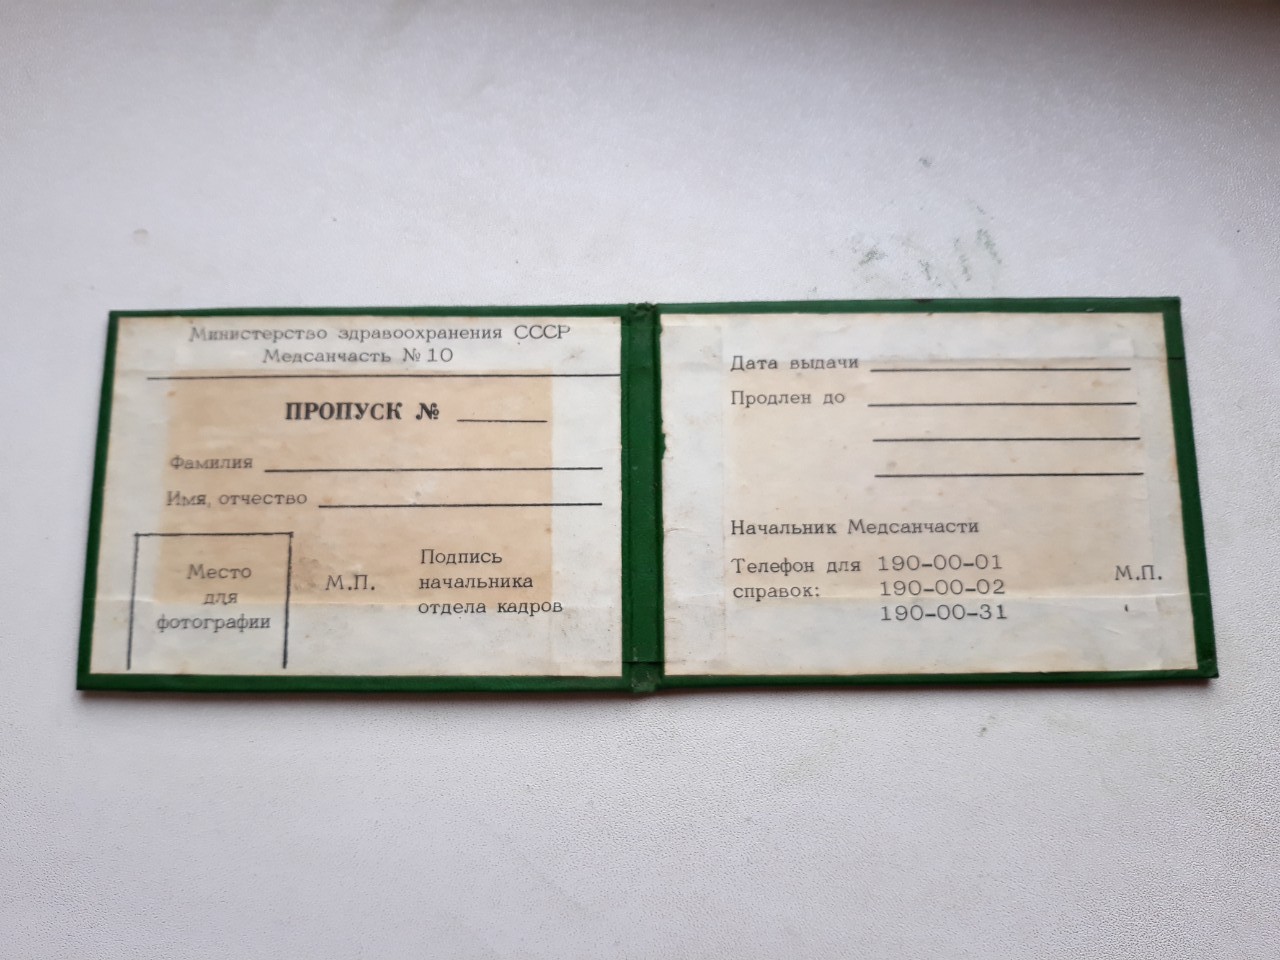 Министерство здравоохранения СССР
Медсанчасть № 10
ПРОПУСК №
Фамилия
Имя, отчество
Место
для
фотографии
М.П.
Подпись
начальника
отдела кадров
Дата выдачи
Продлен до
Начальник Медсанчасти
Телефон для 190-00-01
справок: 190-00-02
190-00-31
М.П.